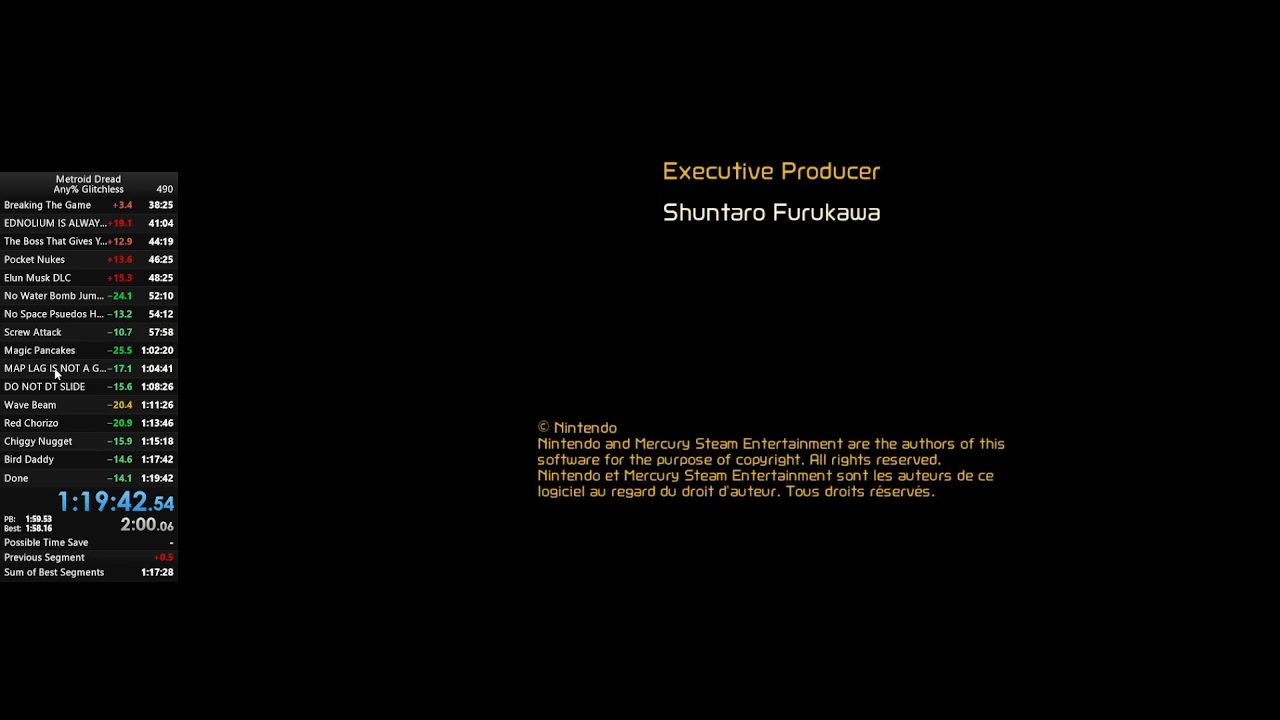 Metroid Dread
Any% Glitchless 490
Breaking The Game +3.4 38:25
EDNOLIUM IS ALWAY... +19.1 41:04
The Boss That Gives Y... +12.9 44:19
Pocket Nukes +13.6 46:25
Elun Musk DLC +15.3 48:25
No Water Bomb Jum... −24.1 52:10
No Space Psuedos H... −13.2 54:12
Screw Attack −10.7 57:58
Magic Pancakes −25.5 1:02:20
MAP LAG IS NOT A G... −17.1 1:04:41
DO NOT DT SLIDE −15.6 1:08:26
Wave Beam −20.4 1:11:26
Red Chorizo −20.9 1:13:46
Chiggy Nugget −15.9 1:15:18
Bird Daddy −14.6 1:17:42
Done −14.1 1:19:42
1:19:42.54
PB: 1:59.53
Best: 1:58.16
2:00.06
Possible Time Save -
Previous Segment +0.5
Sum of Best Segments 1:17:28
Executive Producer
Shuntaro Furukawa
© Nintendo
Nintendo and Mercury Steam Entertainment are the authors of this
software for the purpose of copyright. All rights reserved.
Nintendo et Mercury Steam Entertainment sont les auteurs de ce
logiciel au regard du droit d'auteur. Tous droits réservés.